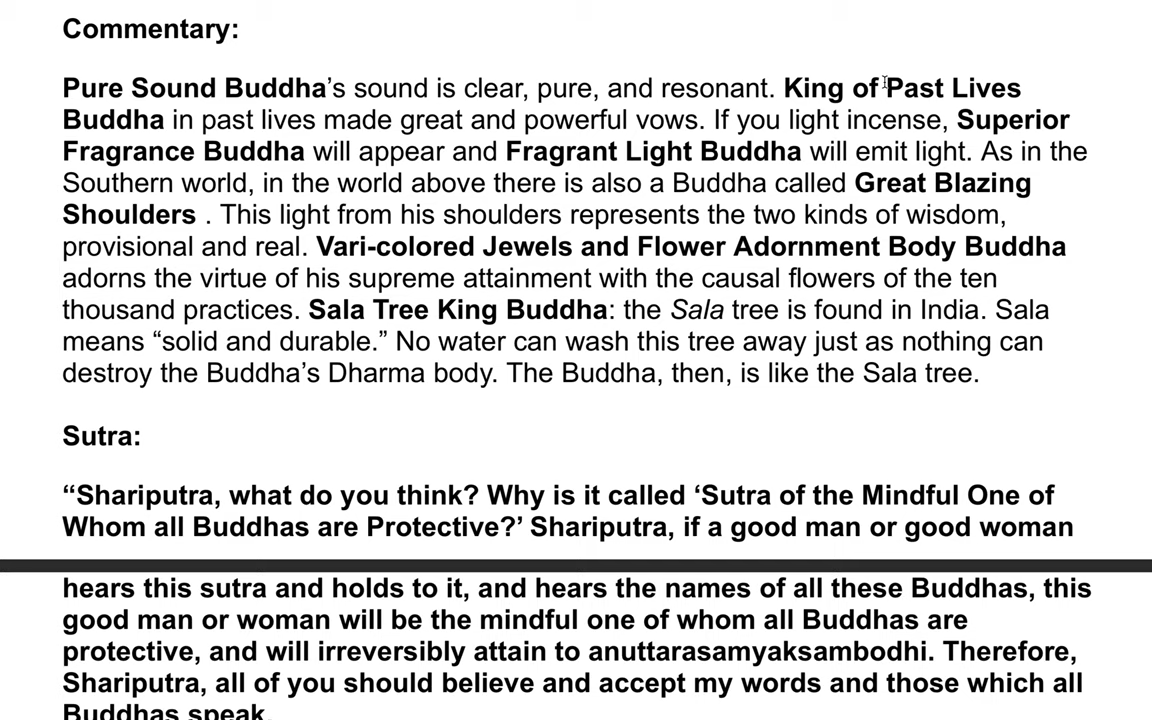 Commentary:
Pure Sound Buddha’s sound is clear, pure, and resonant. King of Past Lives
Buddha in past lives made great and powerful vows. If you light incense, Superior
Fragrance Buddha will appear and Fragrant Light Buddha will emit light. As in the
Southern world, in the world above there is also a Buddha called Great Blazing
Shoulders . This light from his shoulders represents the two kinds of wisdom,
provisional and real. Vari-colored Jewels and Flower Adornment Body Buddha
adorns the virtue of his supreme attainment with the causal flowers of the ten
thousand practices. Sala Tree King Buddha: the Sala tree is found in India. Sala
means “solid and durable.” No water can wash this tree away just as nothing can
destroy the Buddha’s Dharma body. The Buddha, then, is like the Sala tree.
Sutra:
“Shariputra, what do you think? Why is it called ‘Sutra of the Mindful One of
Whom all Buddhas are Protective?’ Shariputra, if a good man or good woman
hears this sutra and holds to it, and hears the names of all these Buddhas, this
good man or woman will be the mindful one of whom all Buddhas are
protective, and will irreversibly attain to anuttarasamyaksambodhi. Therefore,
Shariputra, all of you should believe and accept my words and those which all
Buddhas speak.